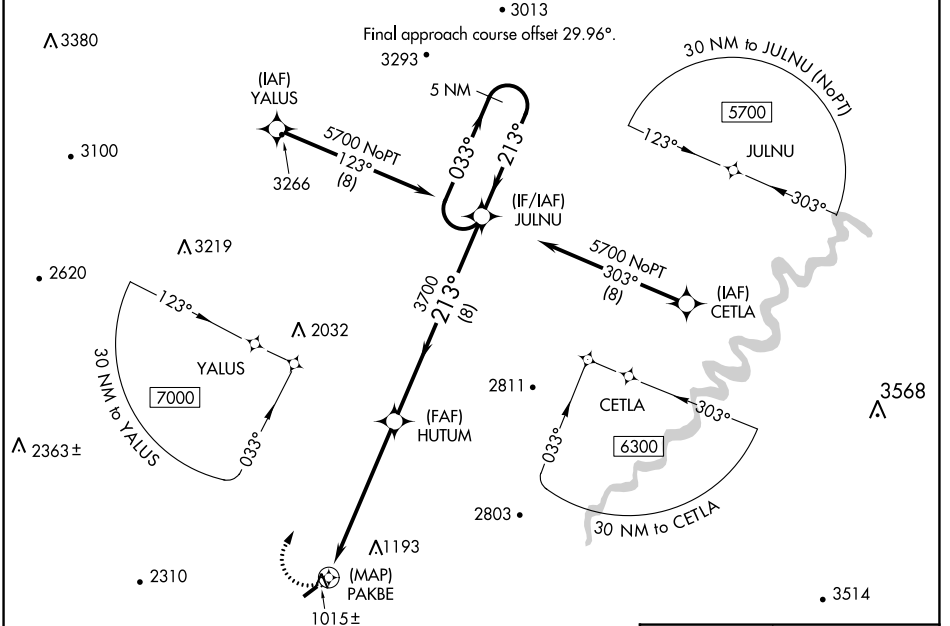 3013
Final approach course offset 29.96°.
3380
3293
30 NM to JULNU (NoPT)
(IAF)
YALUS
5 NM
5700
5700 NoPT
123°
(8)
033°
213°
123°
JULNU
3100
3266
(IF/IAF)
JULNU
303°
3219
5700 NoPT
303°
(8)
2620
3700
213°
(8)
(IAF)
CETLA
123°
2032
YALUS
30 NM to YALUS
7000
2811
CETLA
303°
3568
(FAF)
HUTUM
033°
033°
6300
2363±
2803
30 NM to CETLA
1193
2310
(MAP)
PAKBE
1015±
3514